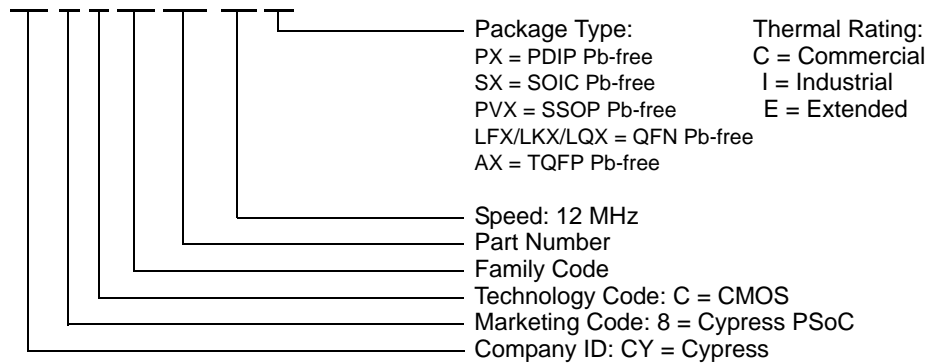 Package Type: Thermal Rating:
PX = PDIP Pb-free C = Commercial
SX = SOIC Pb-free I = Industrial
PVX = SSOP Pb-free E = Extended
LFX/LKX/LQX = QFN Pb-free
AX = TQFP Pb-free
Speed: 12 MHz
Part Number
Family Code
Technology Code: C = CMOS
Marketing Code: 8 = Cypress PSoC
Company ID: CY = Cypress